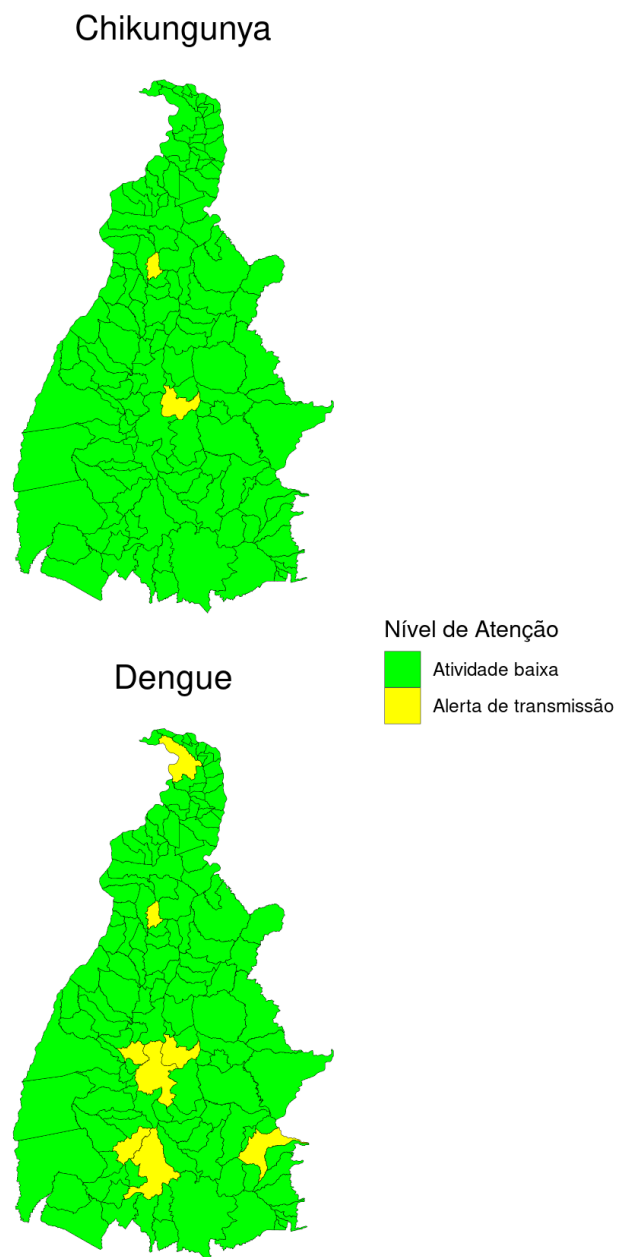 Chikungunya
Nível de Atenção
Atividade baixa
Alerta de transmissão
Dengue